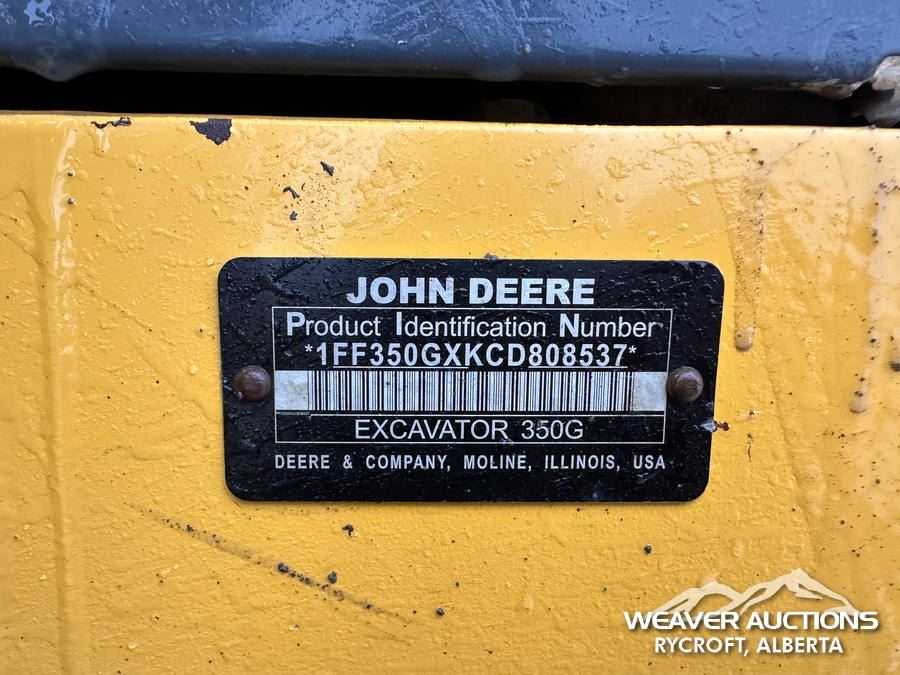 JOHN DEERE
Product Identification Number
*1FF350GXKCD808537*
EXCAVATOR 350G
DEERE & COMPANY, MOLINE, ILLINOIS, USA
WEAVER AUCTIONS
RYCROFT, ALBERTA